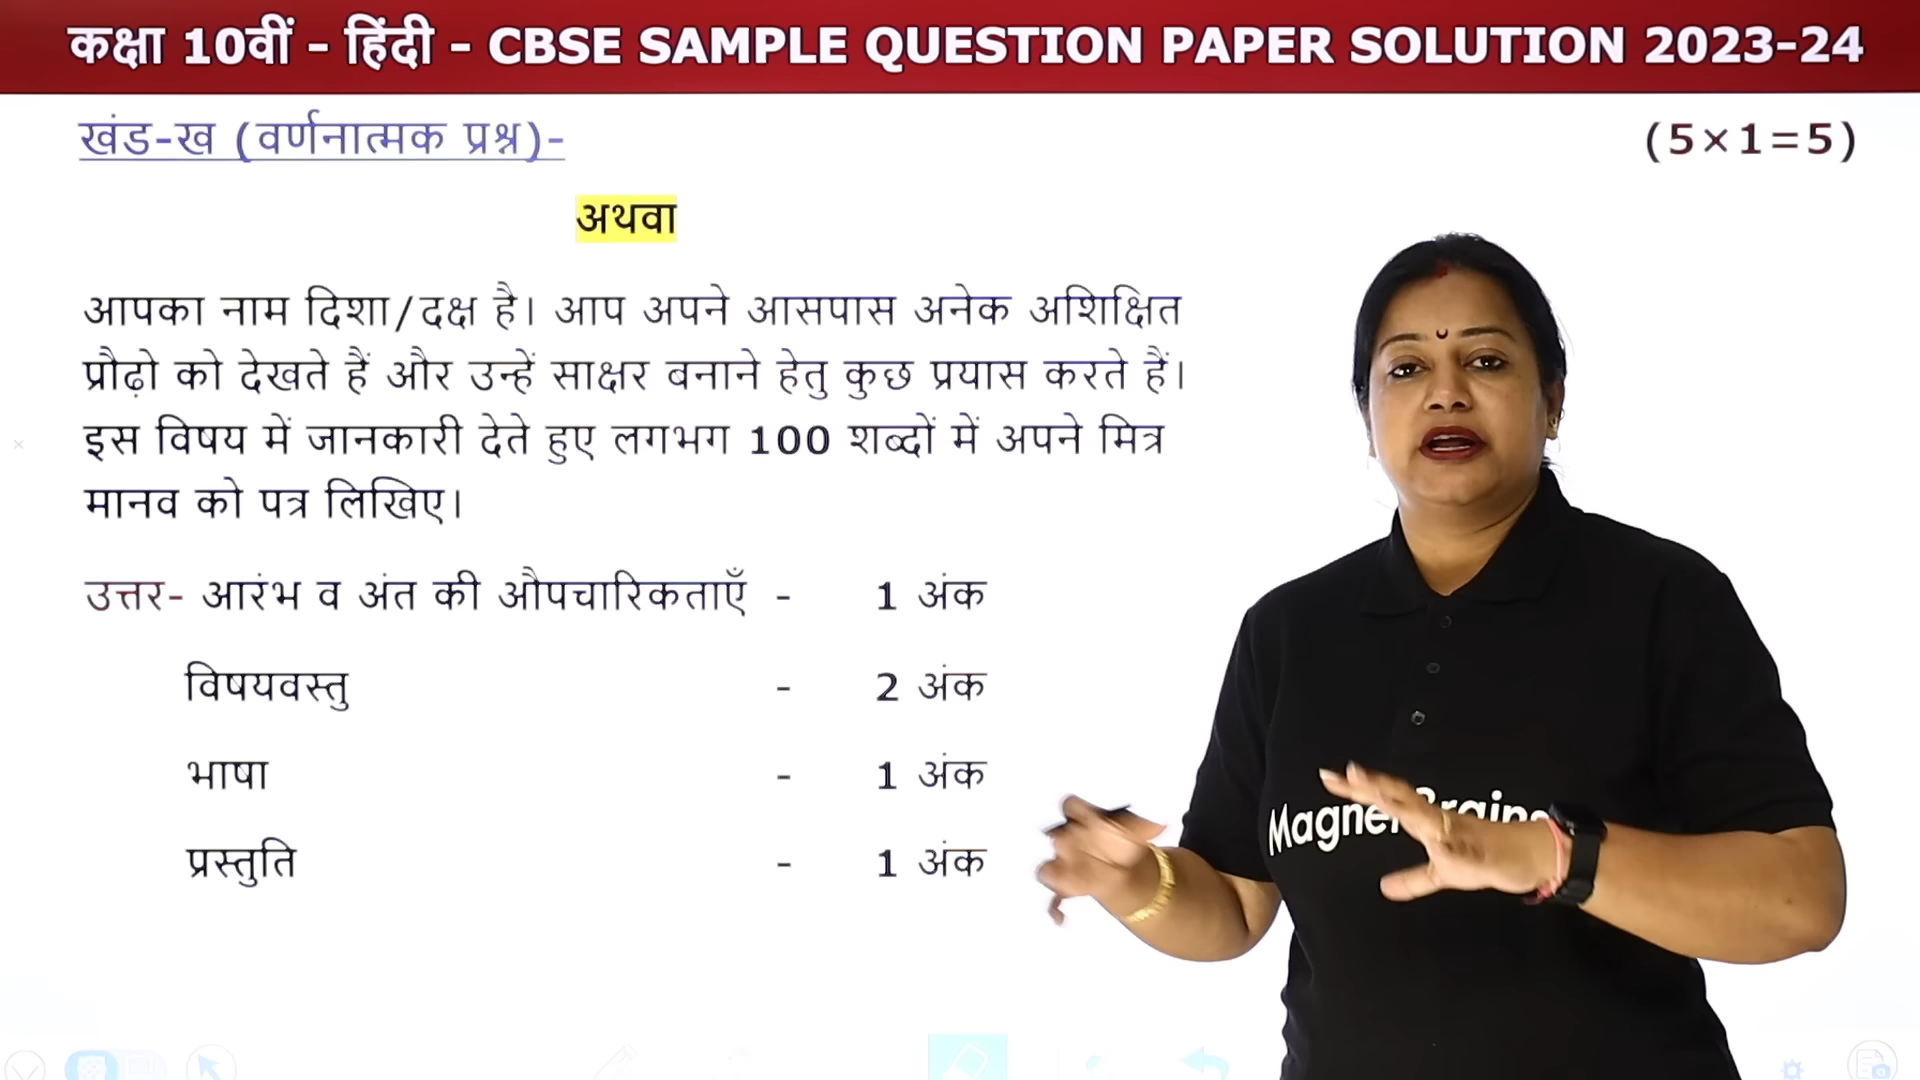 कक्षा 10वीं - हिंदी - CBSE SAMPLE QUESTION PAPER SOLUTION 2023-24
खंड-ख (वर्णनात्मक प्रश्न)- (5×1=5)
अथवा
आपका नाम दिशा/दक्ष है। आप अपने आसपास अनेक अशिक्षित
प्रौढ़ो को देखते हैं और उन्हें साक्षर बनाने हेतु कुछ प्रयास करते हैं।
इस विषय में जानकारी देते हुए लगभग 100 शब्दों में अपने मित्र
मानव को पत्र लिखिए।
उत्तर- आरंभ व अंत की औपचारिकताएँ - 1 अंक
विषयवस्तु - 2 अंक
भाषा - 1 अंक
प्रस्तुति - 1 अंक